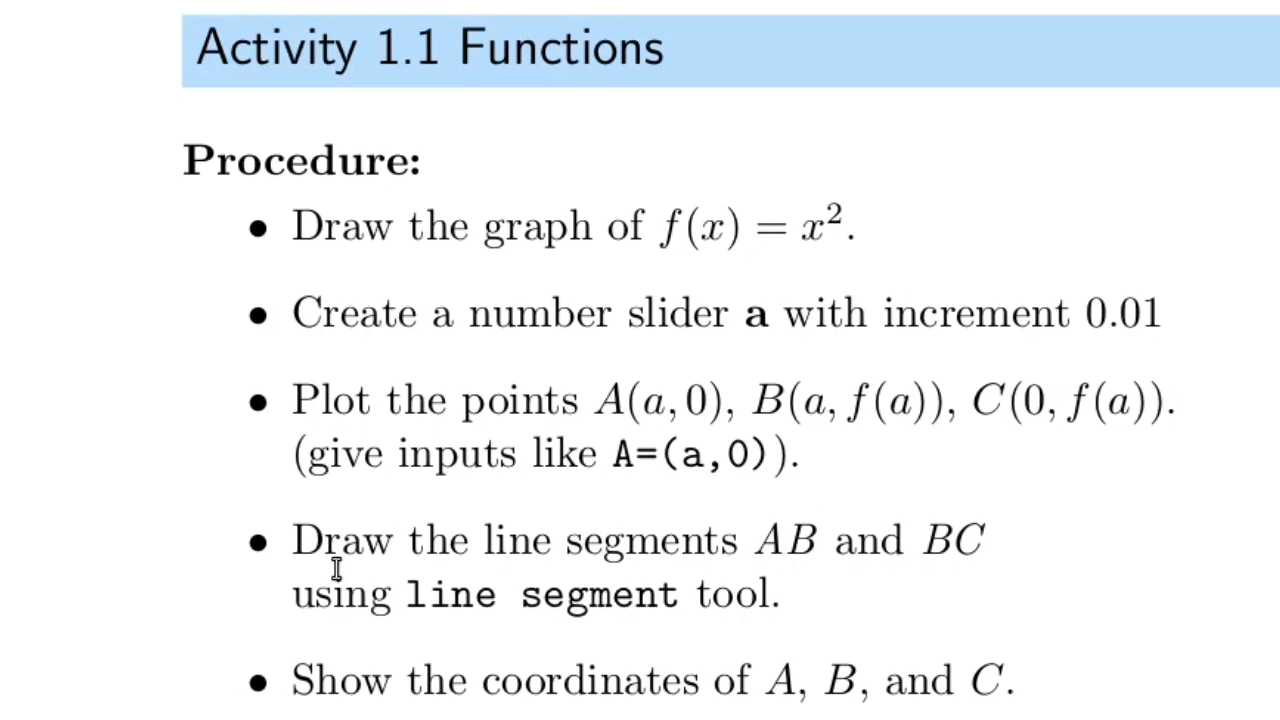 Activity 1.1 Functions
Procedure:
• Draw the graph of f(x) = x².
• Create a number slider a with increment 0.01
• Plot the points A(a, 0), B(a, f(a)), C(0, f(a)).
(give inputs like A=(a,0)).
• Draw the line segments AB and BC
using line segment tool.
• Show the coordinates of A, B, and C.